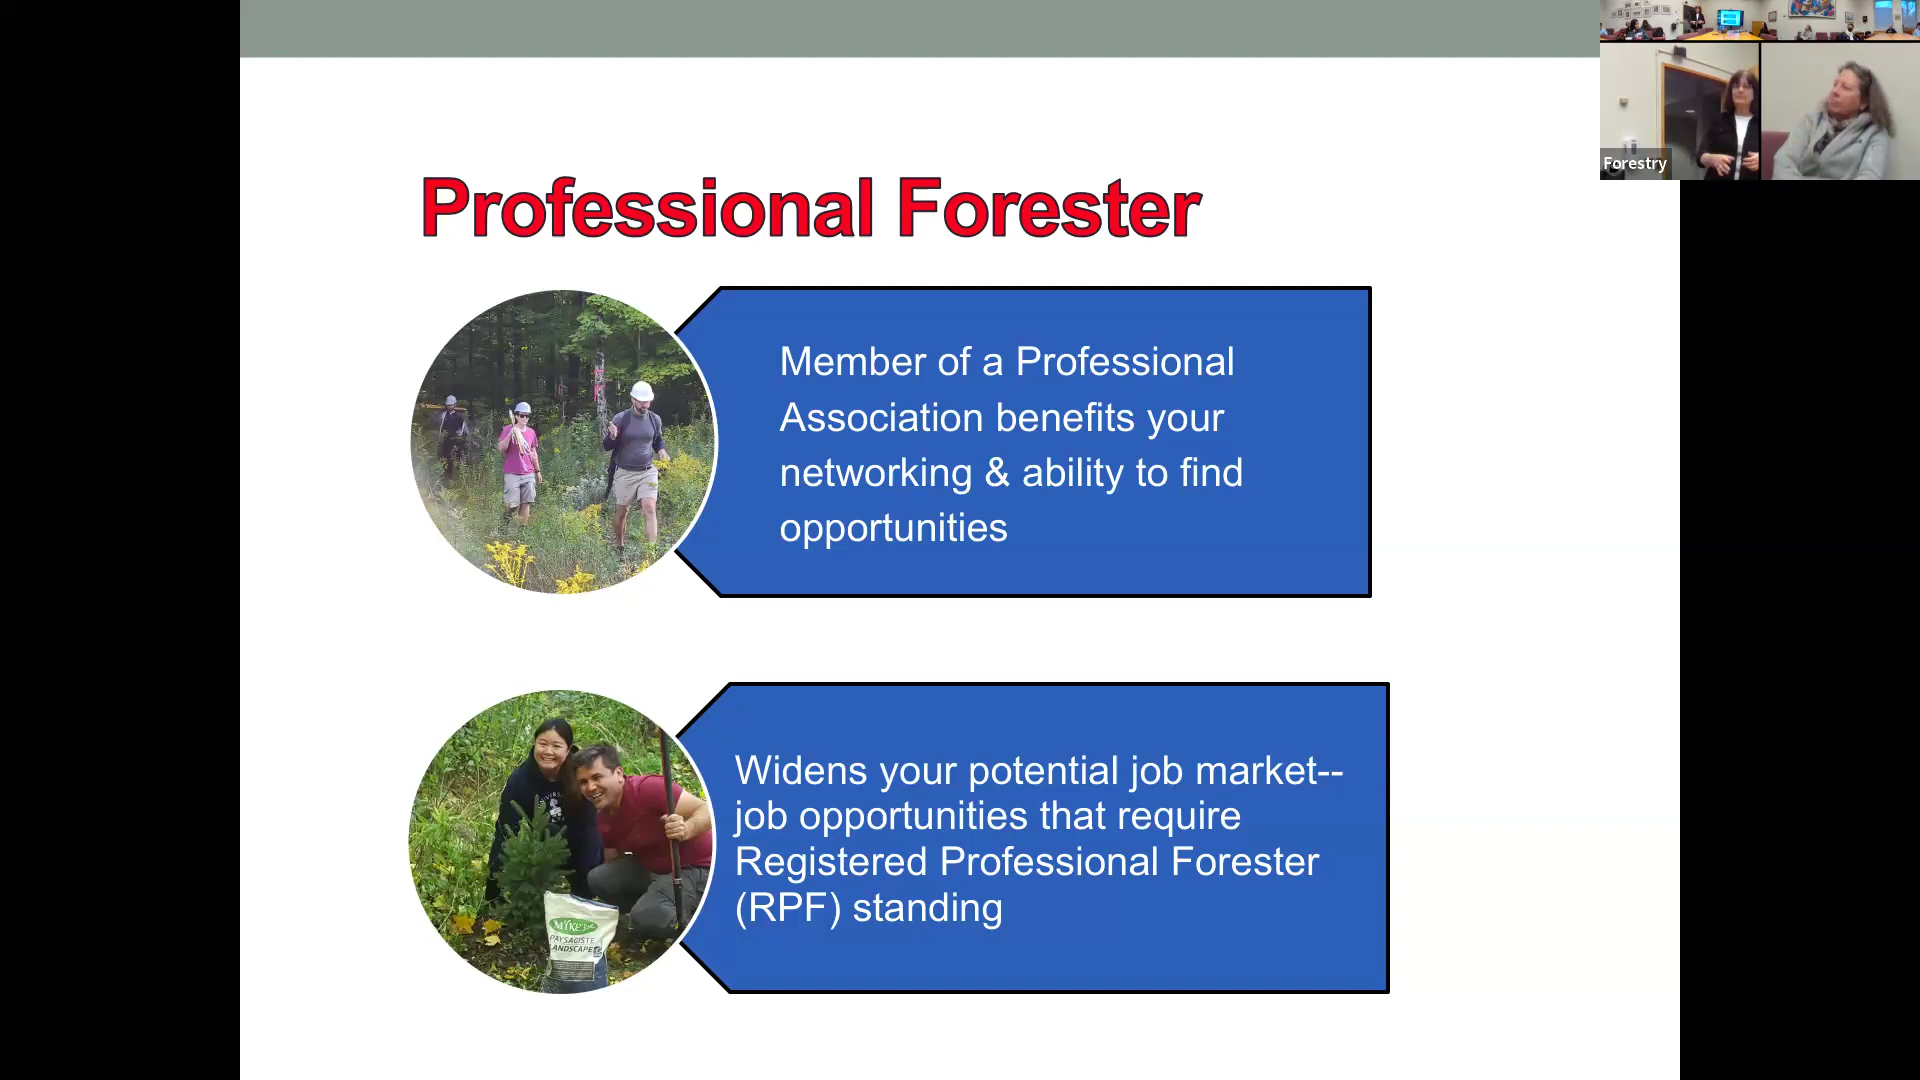 Professional Forester
Member of a Professional
Association benefits your
networking & ability to find
opportunities
Widens your potential job market--
job opportunities that require
Registered Professional Forester
(RPF) standing
Forestry
MYKE
PAYSAGISTE
LANDSCAPE